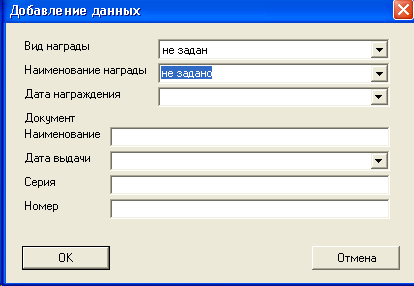 Добавление данных
Вид награды не задан
Наименование награды не задано
Дата награждения
Документ
Наименование
Дата выдачи
Серия
Номер
OK Отмена